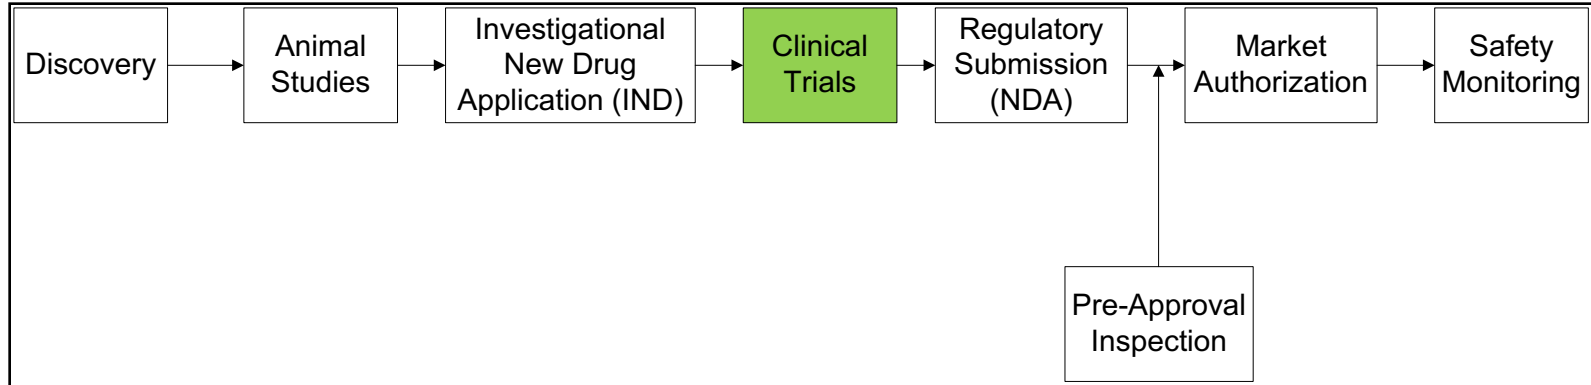 Discovery
Animal
Studies
Investigational
New Drug
Application (IND)
Clinical
Trials
Regulatory
Submission
(NDA)
Market
Authorization
Safety
Monitoring
Pre-Approval
Inspection